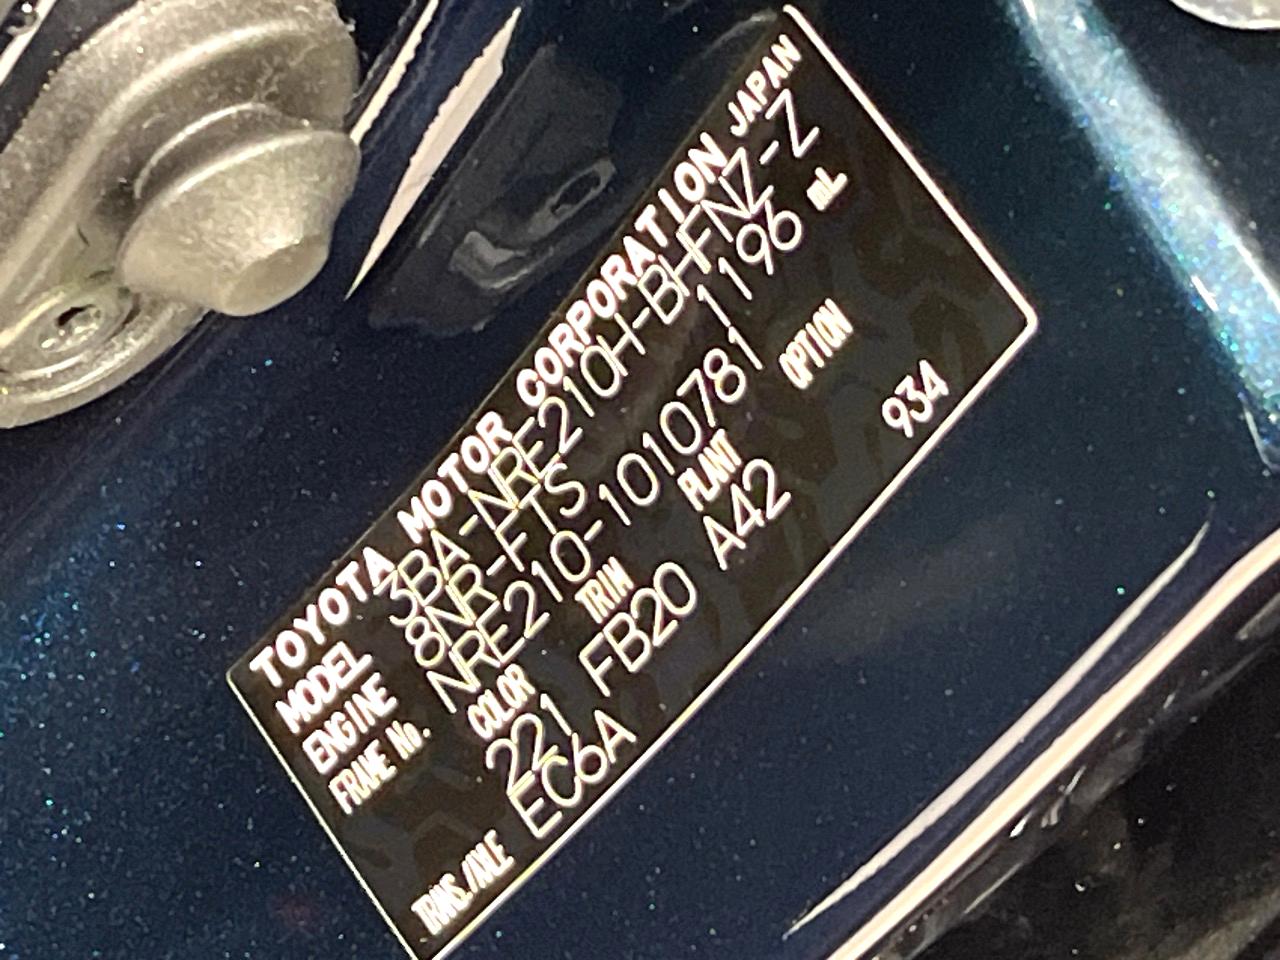 TOYOTA MOTOR CORPORATION JAPAN
MODEL 3BA-NRE210H-BHFNZ-Z
ENGINE 8NR-FTS 1196 mL
FRAME No. NRE210-1010781
COLOR TRIM PLANT OPTION
221 FB20 A42
TRANS./AXLE EC6A 934